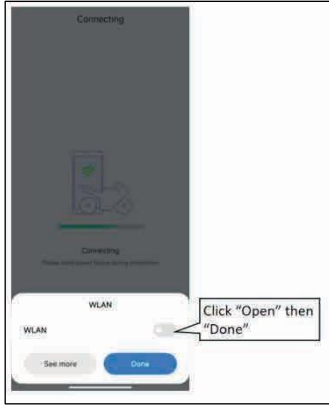 Connecting
Connecting
WLAN
WLAN
Click "Open" then
"Done"
See more
Done